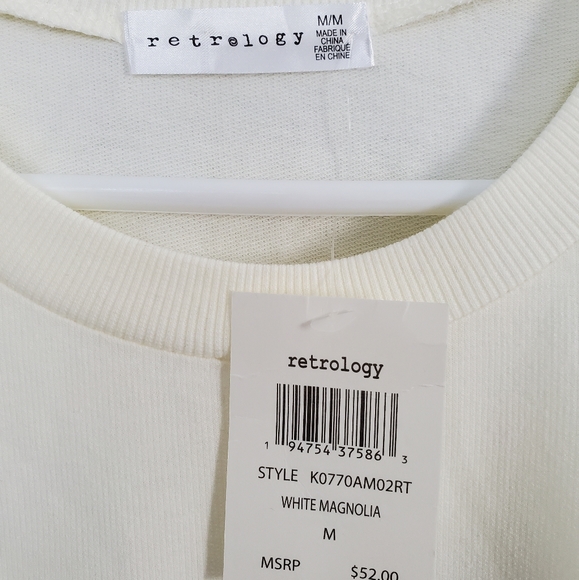 retrology
M/M
MADE IN
CHINA
FABRIQUÉ
EN CHINE
retrology
1 94754 37586 3
STYLE K0770AM02RT
WHITE MAGNOLIA
M
MSRP $52.00